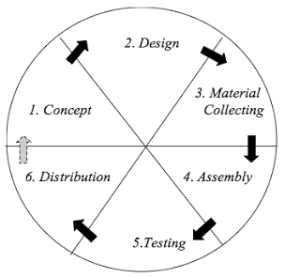 1. Concept
2. Design
3. Material
Collecting
4. Assembly
5.Testing
6. Distribution